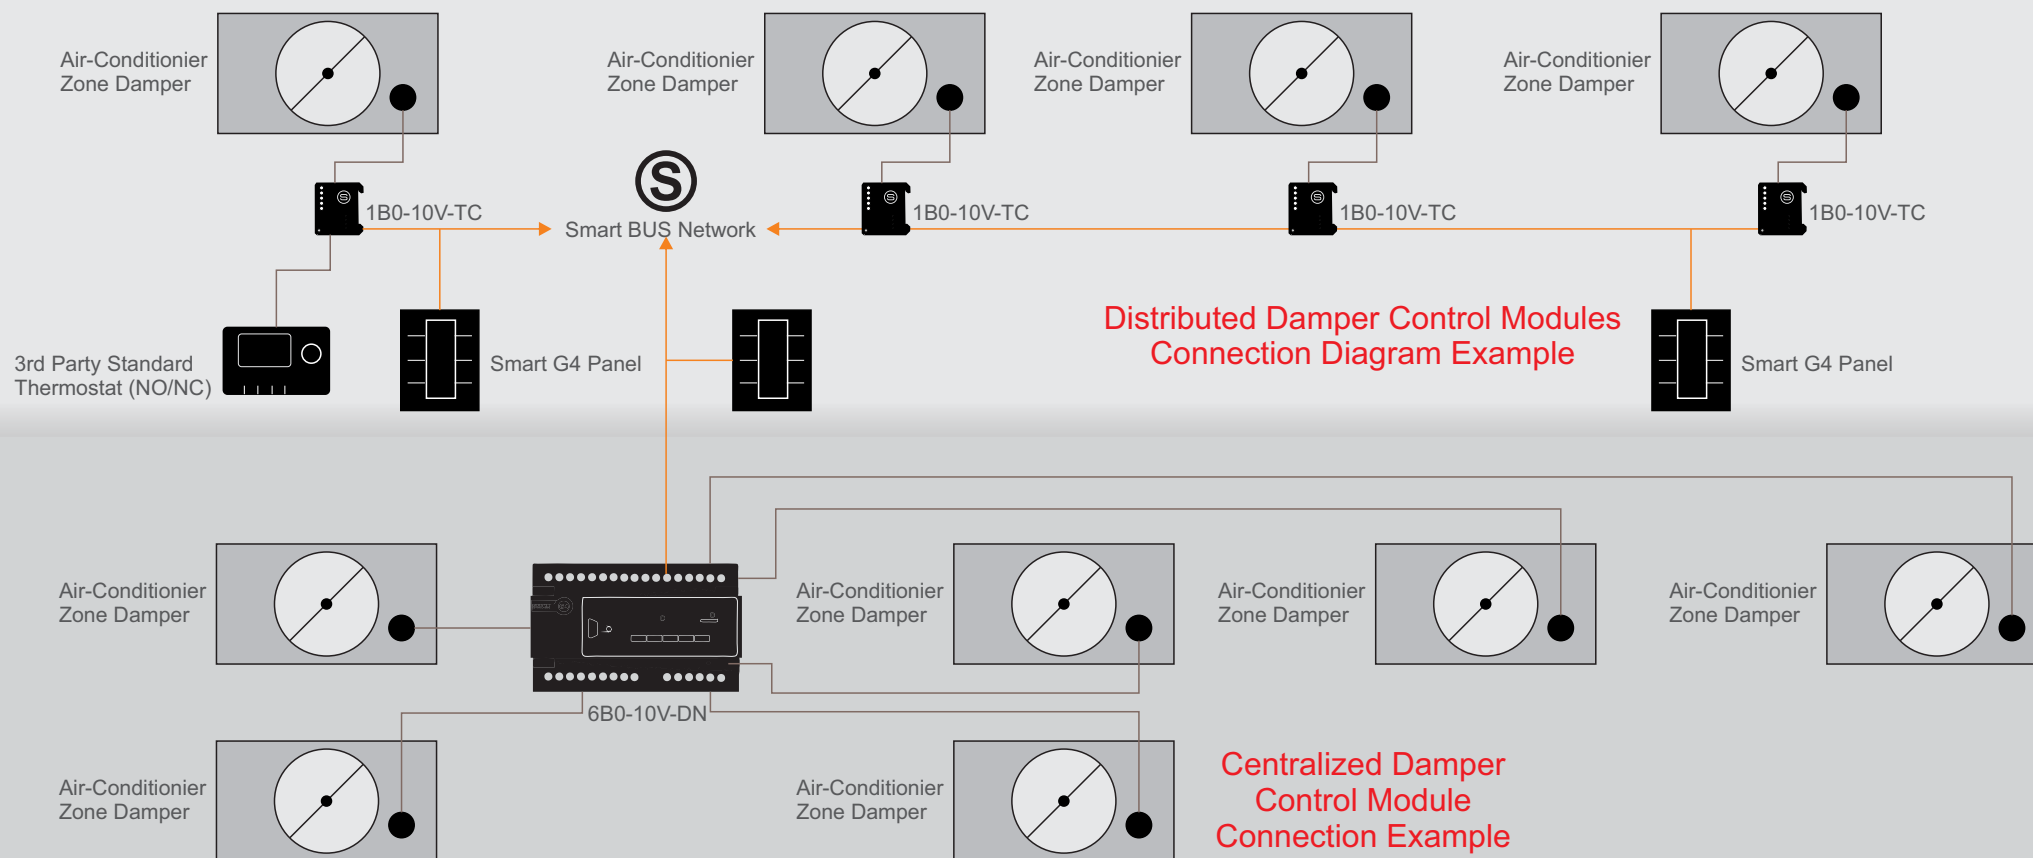 Air-Conditionier
Zone Damper
Air-Conditionier
Zone Damper
Air-Conditionier
Zone Damper
Air-Conditionier
Zone Damper
S
1B0-10V-TC
Smart BUS Network
1B0-10V-TC
1B0-10V-TC
1B0-10V-TC
3rd Party Standard
Thermostat (NO/NC)
Smart G4 Panel
Distributed Damper Control Modules
Connection Diagram Example
Smart G4 Panel
Air-Conditionier
Zone Damper
Air-Conditionier
Zone Damper
Air-Conditionier
Zone Damper
Air-Conditionier
Zone Damper
6B0-10V-DN
Air-Conditionier
Zone Damper
Air-Conditionier
Zone Damper
Centralized Damper
Control Module
Connection Example